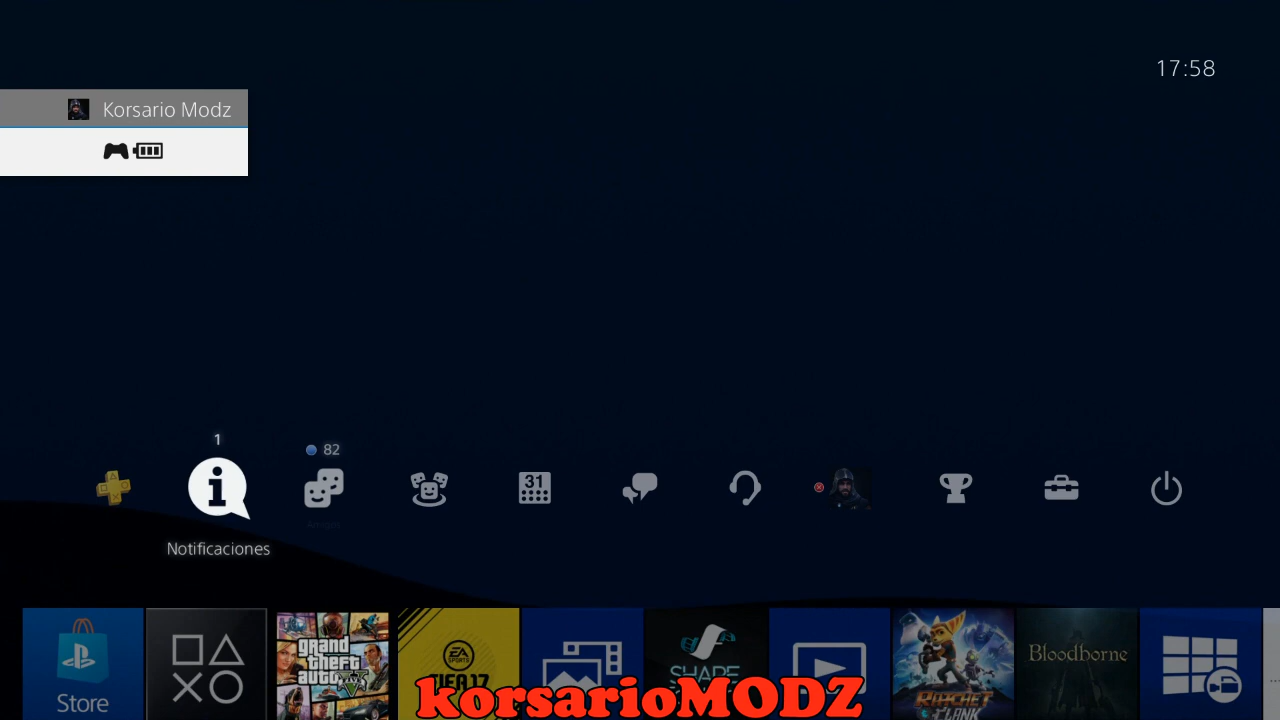 17:58
Korsario Modz
1
82
31
Notificaciones
Store
grand
theft
auto
V
EA
SPORTS
FIFA 17
SHARE
RATCHET
CLANK
Bloodborne
korsarioMODZ